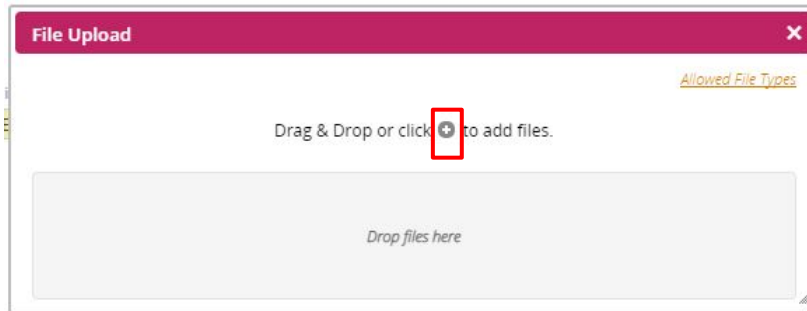 File Upload
Allowed File Types
Drag & Drop or click to add files.
Drop files here